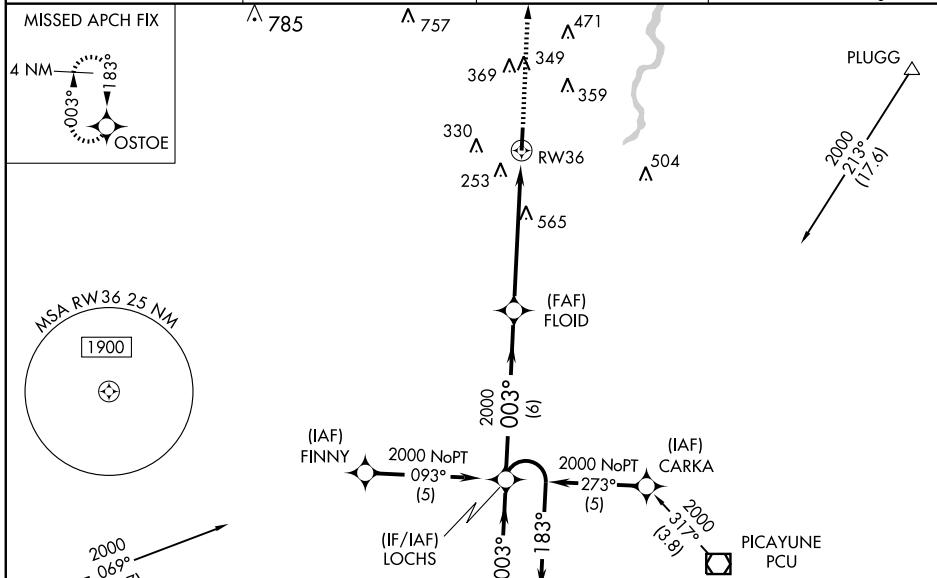 MISSED APCH FIX
4 NM
003°
183°
OSTOE
785
757
471
349
369
359
PLUGG
2000
213°
(17.6)
330
RW36
253
504
565
MSA RW36 25 NM
1900
(FAF)
FLOID
2000
003°
(6)
(IAF)
FINNY
2000 NoPT
093°
(5)
2000 NoPT
273°
(5)
(IAF)
CARKA
(IF/IAF)
LOCHS
003°
183°
2000
317°
(3.8)
PICAYUNE
PCU
2000
069°